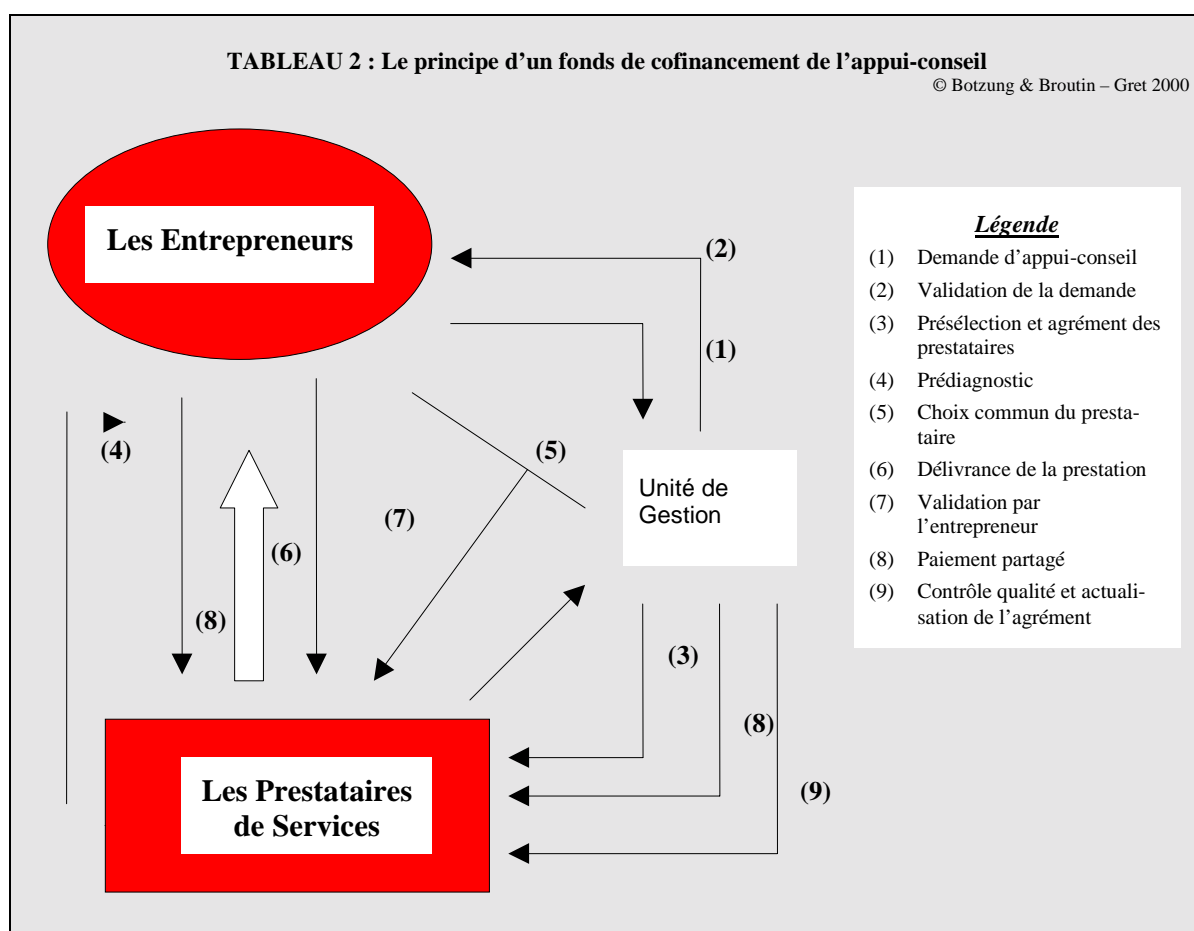 TABLEAU 2 : Le principe d'un fonds de cofinancement de l'appui-conseil
© Botzung & Broutin – Gret 2000
Les Entrepreneurs
(2)
(1)
(4)
(5)
(7)
(6)
(8)
Unité de
Gestion
(3)
(8)
(9)
Les Prestataires
de Services
Légende
(1) Demande d'appui-conseil
(2) Validation de la demande
(3) Présélection et agrément des
prestataires
(4) Prédiagnostic
(5) Choix commun du presta-
taire
(6) Délivrance de la prestation
(7) Validation par
l'entrepreneur
(8) Paiement partagé
(9) Contrôle qualité et actuali-
sation de l'agrément